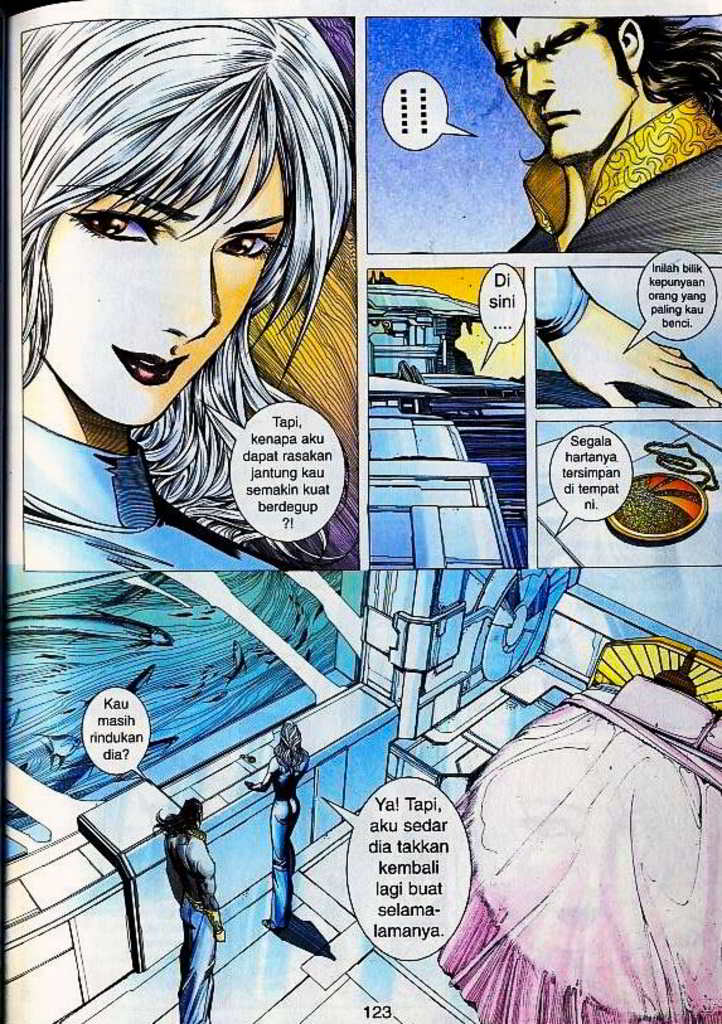 Tapi,
kenapa aku
dapat rasakan
jantung kau
semakin kuat
berdegup
?!
Di
sini
....
Inilah bilik
kepunyaan
orang yang
paling kau
benci.
Segala
hartanya
tersimpan
di tempat
ni.
Kau
masih
rindukan
dia?
Ya! Tapi,
aku sedar
dia takkan
kembali
lagi buat
selama-
lamanya.
123